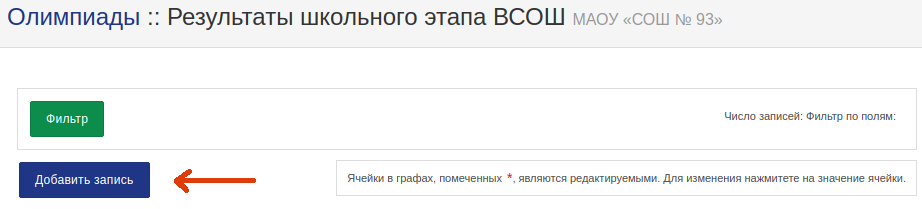 Олимпиады :: Результаты школьного этапа ВСОШ МАОУ «СОШ № 93»
Фильтр
Число записей: Фильтр по полям:
Добавить запись
Ячейки в графах, помеченных *, являются редактируемыми. Для изменения нажмите на значение ячейки.